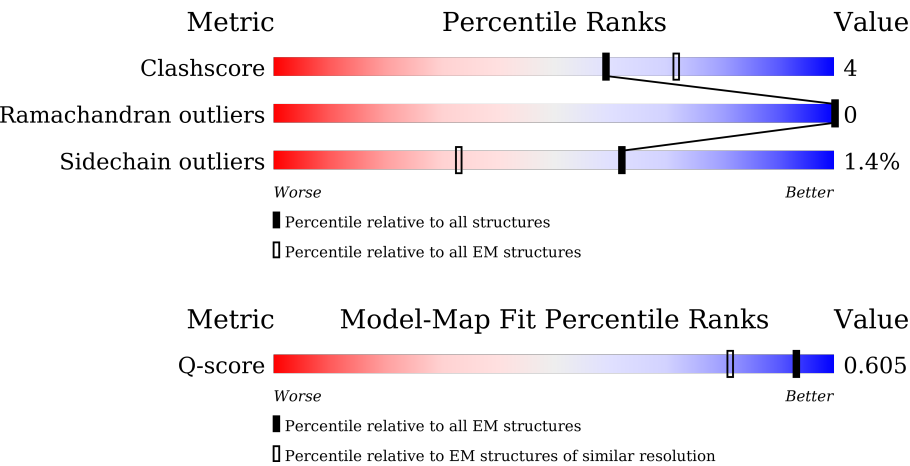 Metric Percentile Ranks Value
Clashscore 4
Ramachandran outliers 0
Sidechain outliers 1.4%
Worse Better
Percentile relative to all structures
Percentile relative to all EM structures
Metric Model-Map Fit Percentile Ranks Value
Q-score 0.605
Worse Better
Percentile relative to all EM structures
Percentile relative to EM structures of similar resolution